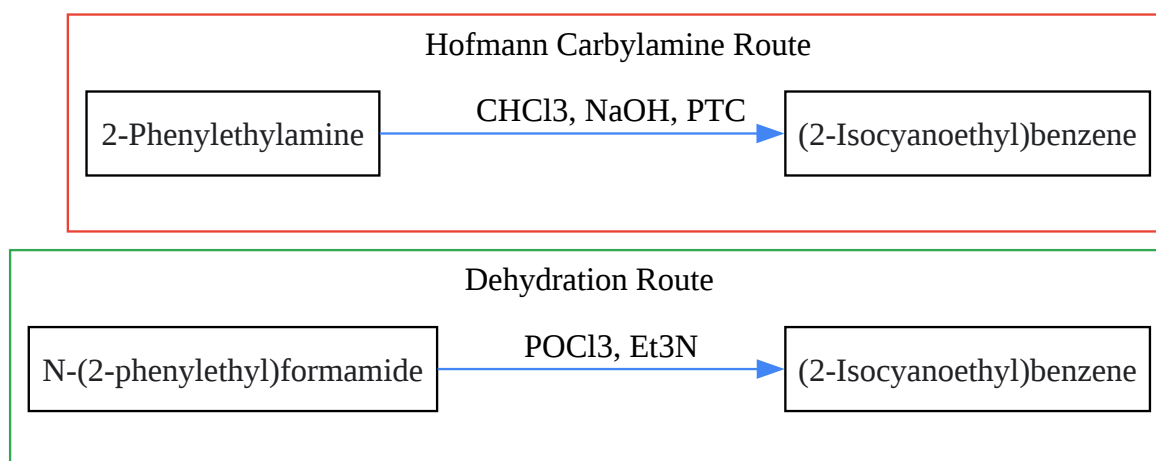 Hofmann Carbylamine Route
2-Phenylethylamine
CHCl3, NaOH, PTC
(2-Isocyanoethyl)benzene
Dehydration Route
N-(2-phenylethyl)formamide
POCl3, Et3N
(2-Isocyanoethyl)benzene